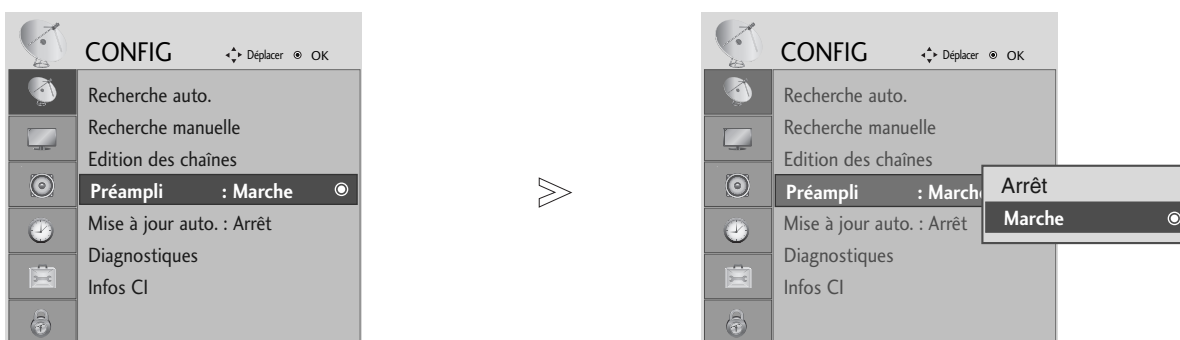 CONFIG Déplacer OK
Recherche auto.
Recherche manuelle
Edition des chaînes
Préampli : Marche
Mise à jour auto. : Arrêt
Diagnostiques
Infos CI
CONFIG Déplacer OK
Recherche auto.
Recherche manuelle
Edition des chaînes
Préampli : March
Mise à jour auto. : Arrêt
Diagnostiques
Infos CI
Arrêt
Marche